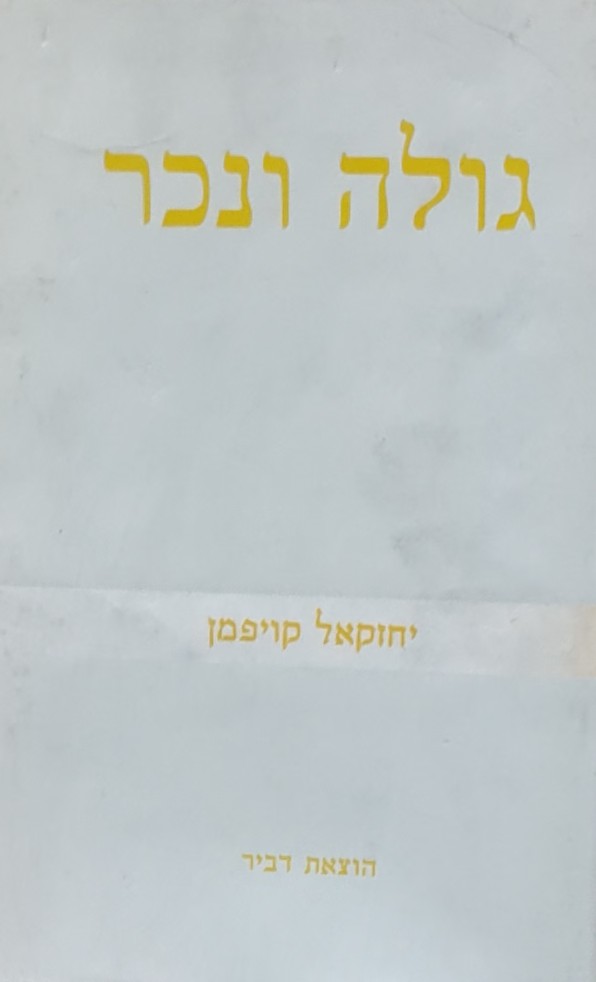 גולה ונכר
יחזקאל קויפמן
הוצאת דביר